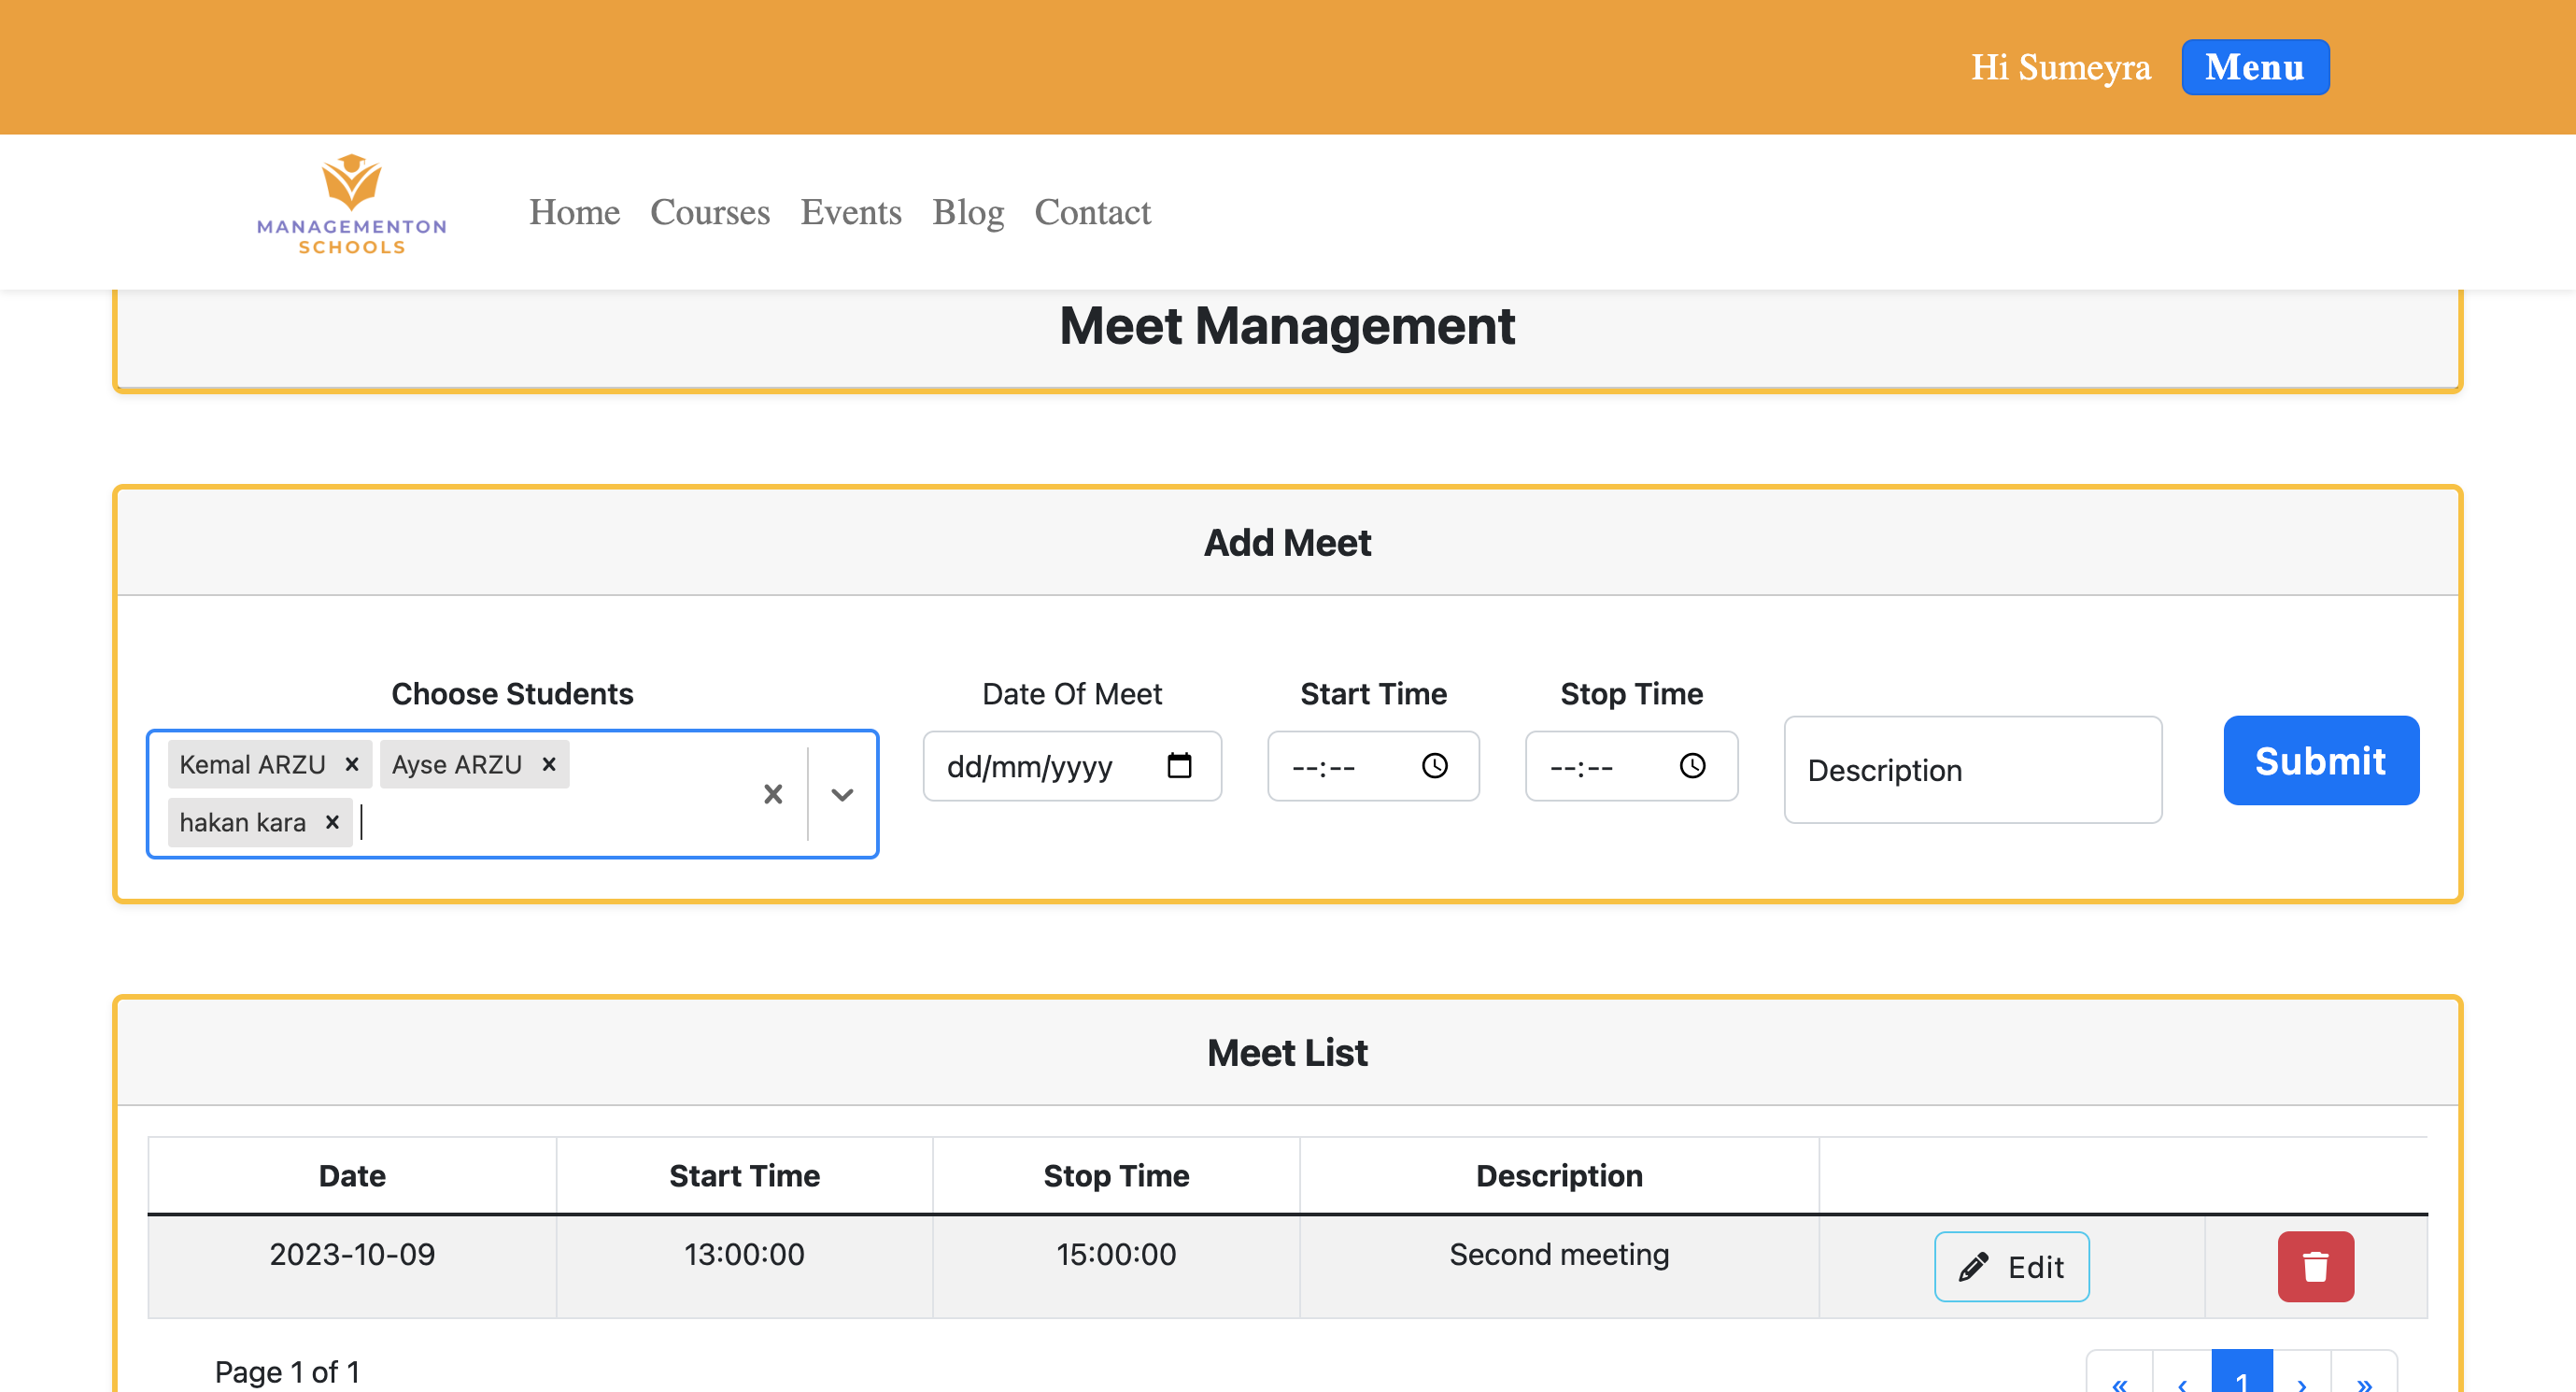 Hi Sumeyra Menu
MANAGEMENTON
SCHOOLS
Home Courses Events Blog Contact
Meet Management
Add Meet
Choose Students Date Of Meet Start Time Stop Time
Kemal ARZU × Ayse ARZU ×
hakan kara ×
dd/mm/yyyy --:-- --:-- Description Submit
Meet List
Date Start Time Stop Time Description
2023-10-09 13:00:00 15:00:00 Second meeting Edit
Page 1 of 1 « ‹ 1 › »